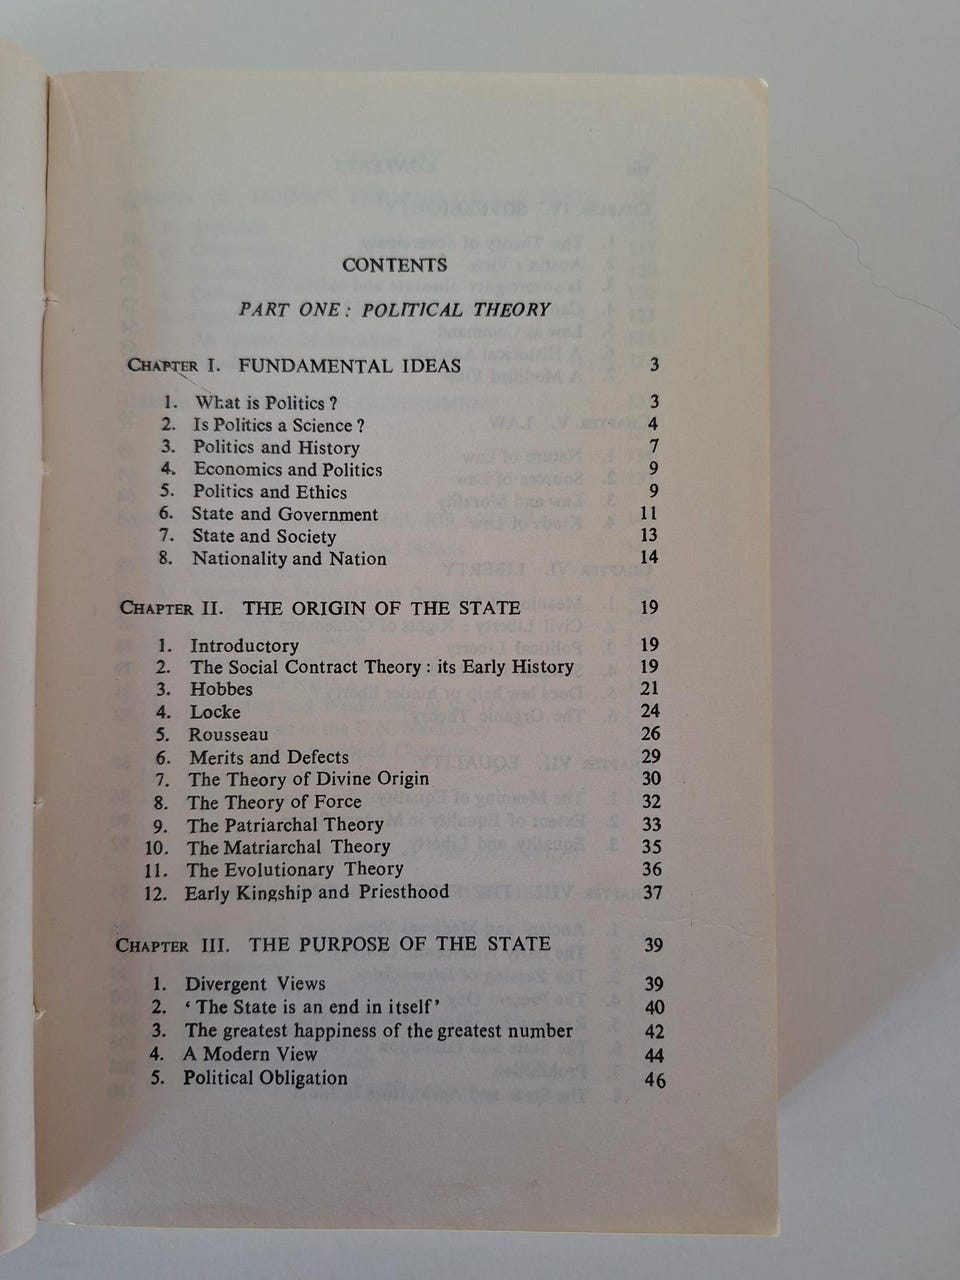 CONTENTS
PART ONE : POLITICAL THEORY
CHAPTER I. FUNDAMENTAL IDEAS 3
1. What is Politics ? 3
2. Is Politics a Science ? 4
3. Politics and History 7
4. Economics and Politics 9
5. Politics and Ethics 9
6. State and Government 11
7. State and Society 13
8. Nationality and Nation 14
CHAPTER II. THE ORIGIN OF THE STATE 19
1. Introductory 19
2. The Social Contract Theory : its Early History 19
3. Hobbes 21
4. Locke 24
5. Rousseau 26
6. Merits and Defects 29
7. The Theory of Divine Origin 30
8. The Theory of Force 32
9. The Patriarchal Theory 33
10. The Matriarchal Theory 35
11. The Evolutionary Theory 36
12. Early Kingship and Priesthood 37
CHAPTER III. THE PURPOSE OF THE STATE 39
1. Divergent Views 39
2. ‘ The State is an end in itself ’ 40
3. The greatest happiness of the greatest number 42
4. A Modern View 44
5. Political Obligation 46